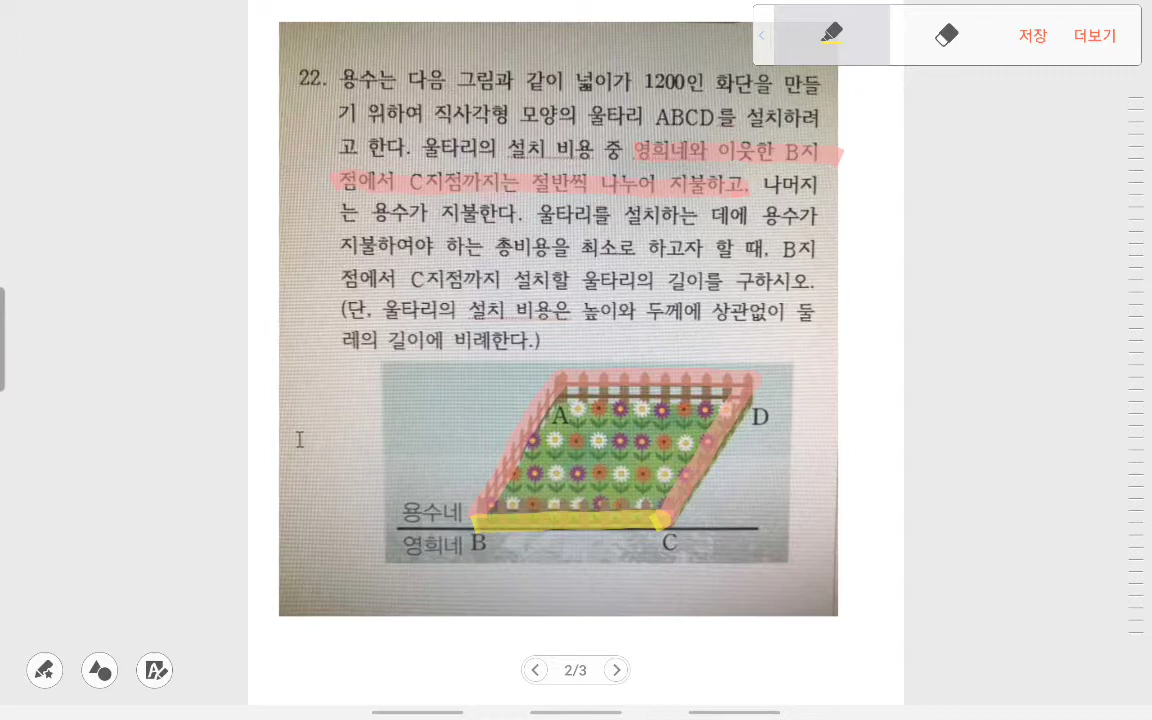 저장 더보기
22. 용수는 다음 그림과 같이 넓이가 1200인 화단을 만들
기 위하여 직사각형 모양의 울타리 ABCD를 설치하려
고 한다. 울타리의 설치 비용 중 영희네와 이웃한 B지
점에서 C지점까지는 절반씩 나누어 지불하고, 나머지
는 용수가 지불한다. 울타리를 설치하는 데에 용수가
지불하여야 하는 총비용을 최소로 하고자 할 때, B지
점에서 C지점까지 설치할 울타리의 길이를 구하시오.
(단, 울타리의 설치 비용은 높이와 두께에 상관없이 둘
레의 길이에 비례한다.)
A D
용수네
영희네 B C
2/3